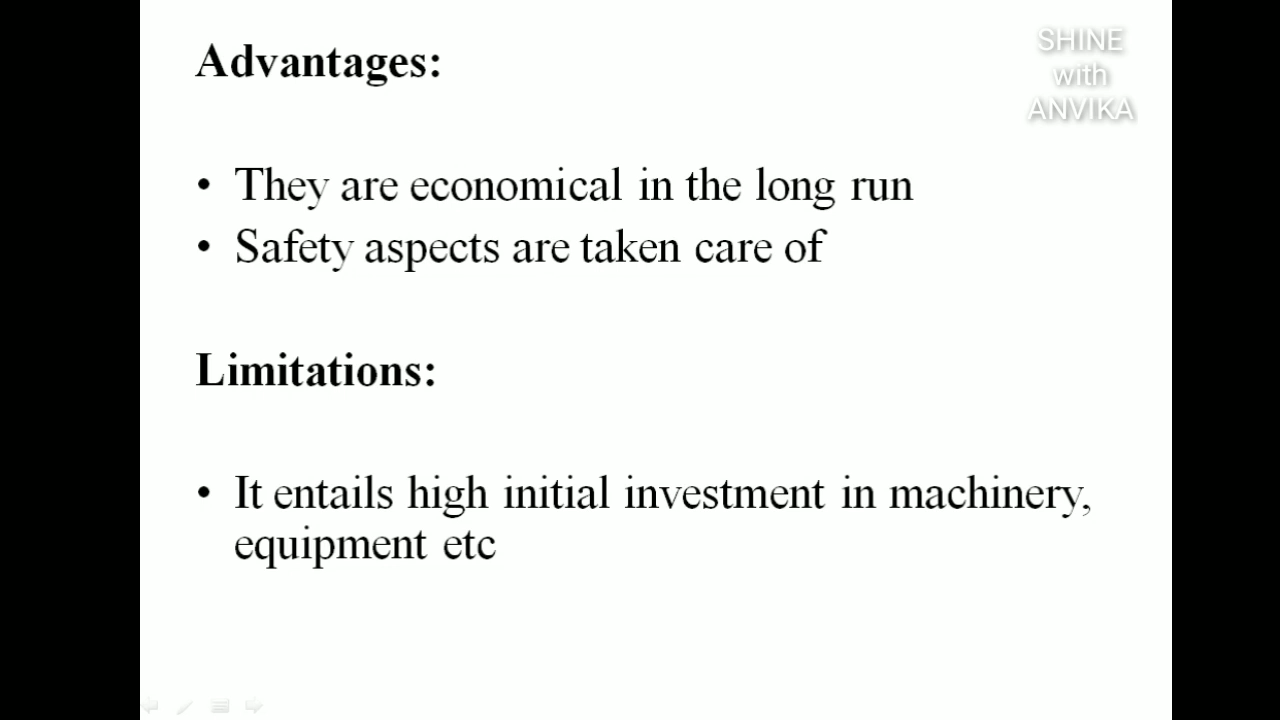 Advantages:
SHINE
with
ANVIKA
• They are economical in the long run
• Safety aspects are taken care of
Limitations:
• It entails high initial investment in machinery,
equipment etc